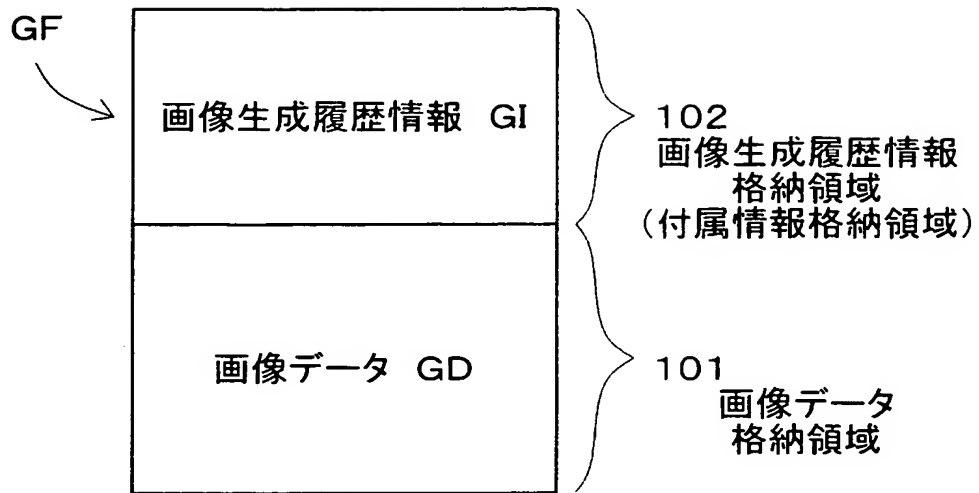 GF
画像生成履歴情報 GI
102
画像生成履歴情報
格納領域
(付属情報格納領域)
画像データ GD
101
画像データ
格納領域